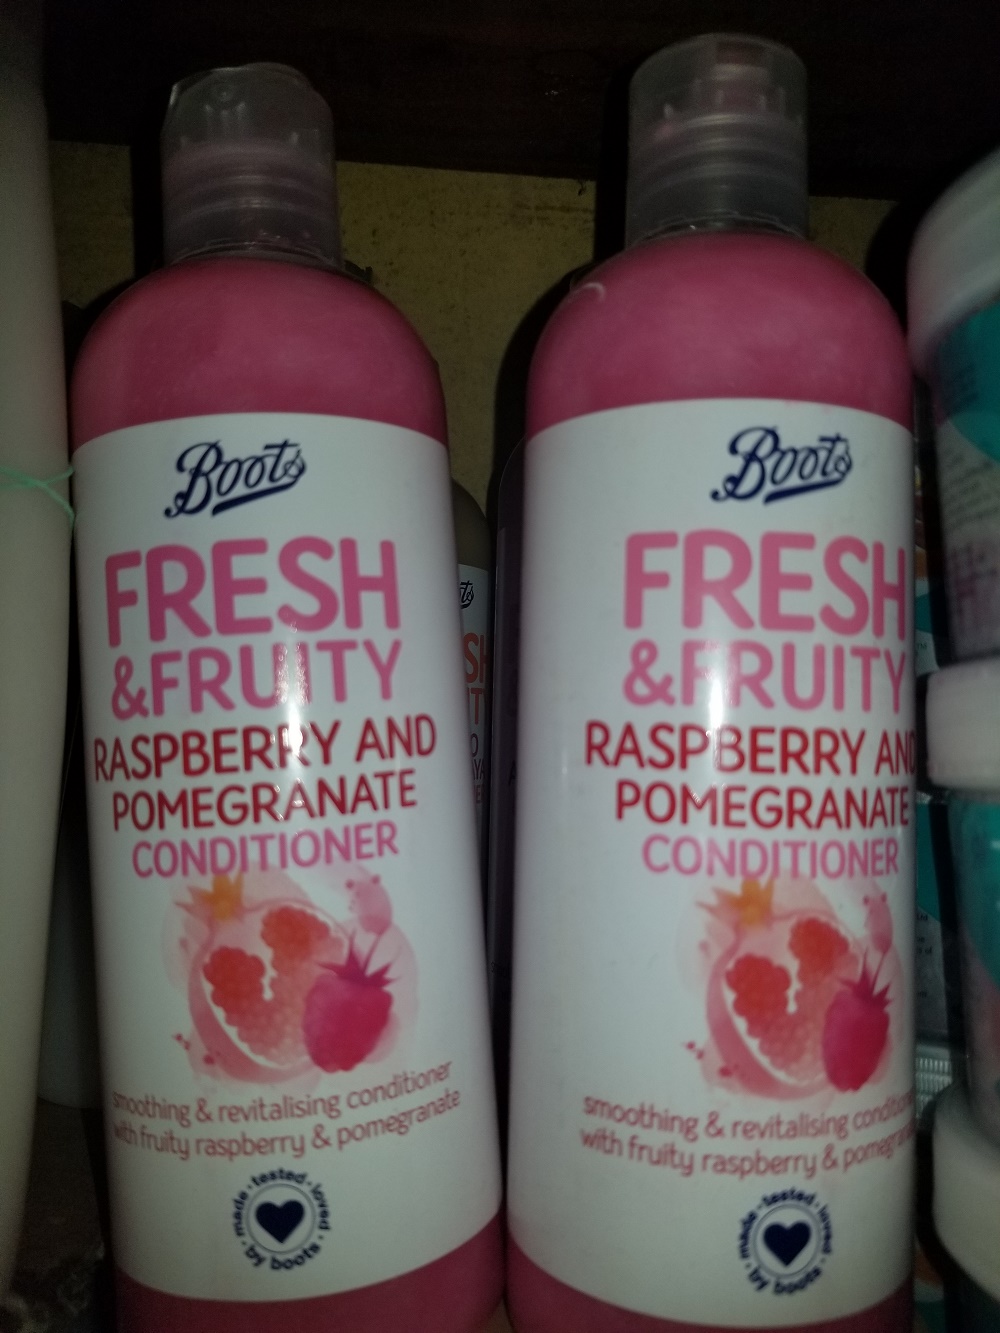 Boots
FRESH
&FRUITY
RASPBERRY AND
POMEGRANATE
CONDITIONER
smoothing & revitalising conditioner
with fruity raspberry & pomegranate
made · tested · loved · by boots ·
Boots
FRESH
&FRUITY
RASPBERRY AND
POMEGRANATE
CONDITIONER
smoothing & revitalising
with fruity raspberry &
made · tested · loved · by boots ·